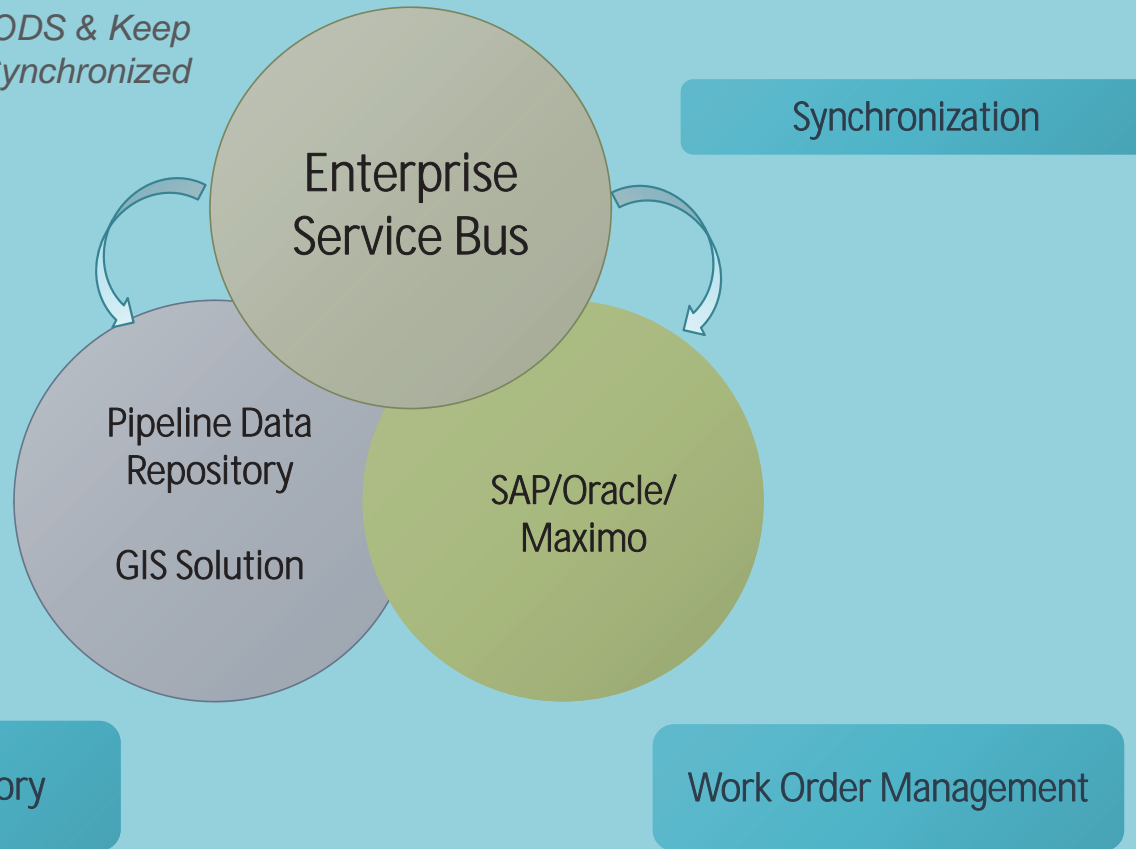 ODS & Keep
ynchronized
Synchronization
Enterprise
Service Bus
Pipeline Data
Repository
GIS Solution
SAP/Oracle/
Maximo
ory
Work Order Management